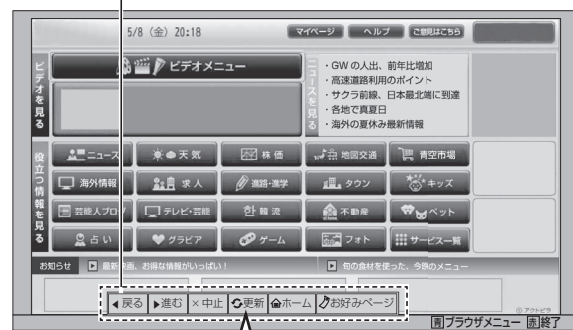 5/8（金）20:18
マイページ ヘルプ ご意見はこちら
ビデオを見る
ビデオメニュー
ニュースを見る
・GWの人出、前年比増加
・高速道路利用のポイント
・サクラ前線、日本最北端に到達
・各地で真夏日
・海外の夏休み最新情報
役立つ情報を見る
ニュース 天気 株価 地図交通 青空市場
海外情報 求人 進路・進学 タウン キッズ
芸能人ブログ テレビ・芸能 韓流 不動産 ペット
占い グラビア ゲーム フォト サービス一覧
お知らせ 最新映画、お得な情報がいっぱい！ 旬の食材を使った、今晩のメニュー
戻る 進む ×中止 更新 ホーム お好みページ
© アクトビラ
青 ブラウザメニュー 赤 終了